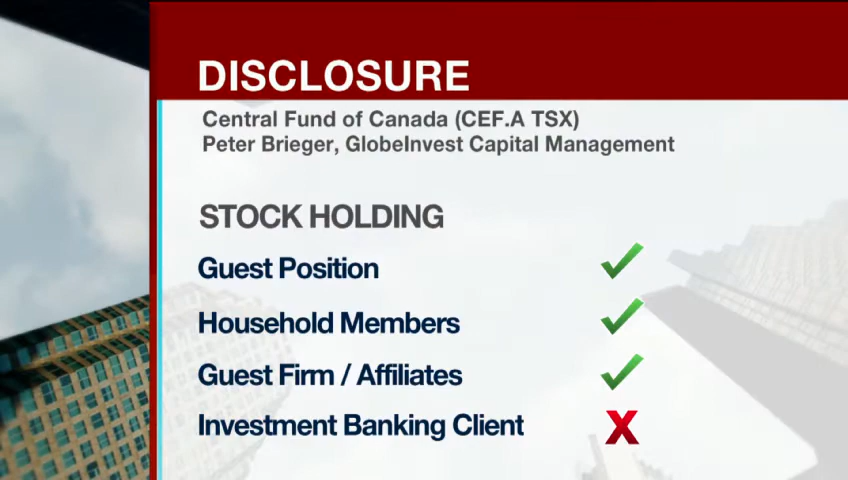 DISCLOSURE
Central Fund of Canada (CEF.A TSX)
Peter Brieger, GlobeInvest Capital Management
STOCK HOLDING
Guest Position
Household Members
Guest Firm / Affiliates
Investment Banking Client